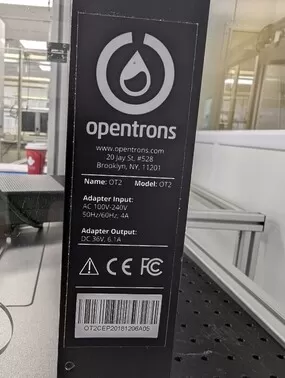 opentrons
www.opentrons.com
20 Jay St, #528
Brooklyn, NY, 11201
Name: OT2 Model: OT2
Adapter Input:
AC 100V-240V
50Hz/60Hz, 4A
Adapter Output:
DC 36V, 6.1A
CE FC
OT2CEP20181206A05